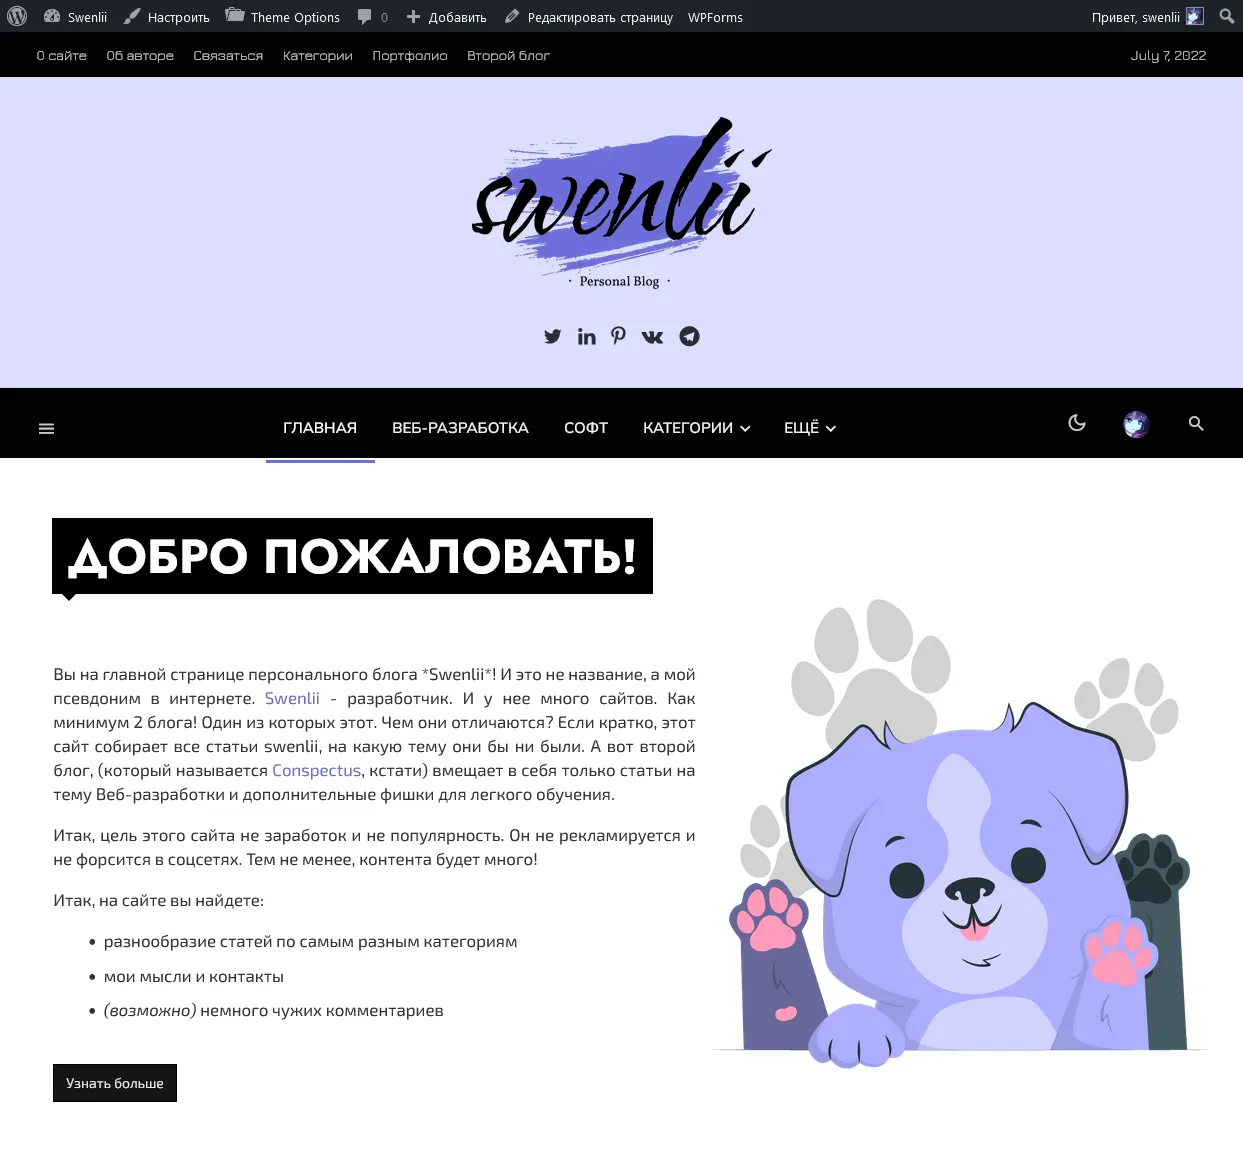 Swenlii Настроить Theme Options 0 Добавить Редактировать страницу WPForms Привет, swenlii
О сайте Об авторе Связаться Категории Портфолио Второй блог July 7, 2022
swenlii
· Personal Blog ·
ГЛАВНАЯ ВЕБ-РАЗРАБОТКА СОФТ КАТЕГОРИИ ЕЩЁ
ДОБРО ПОЖАЛОВАТЬ!
Вы на главной странице персонального блога *Swenlii*! И это не название, а мой
псевдоним в интернете. Swenlii - разработчик. И у нее много сайтов. Как
минимум 2 блога! Один из которых этот. Чем они отличаются? Если кратко, этот
сайт собирает все статьи swenlii, на какую тему они бы ни были. А вот второй
блог, (который называется Conspectus, кстати) вмещает в себя только статьи на
тему Веб-разработки и дополнительные фишки для легкого обучения.
Итак, цель этого сайта не заработок и не популярность. Он не рекламируется и
не форсится в соцсетях. Тем не менее, контента будет много!
Итак, на сайте вы найдете:
• разнообразие статей по самым разным категориям
• мои мысли и контакты
• (возможно) немного чужих комментариев
Узнать больше